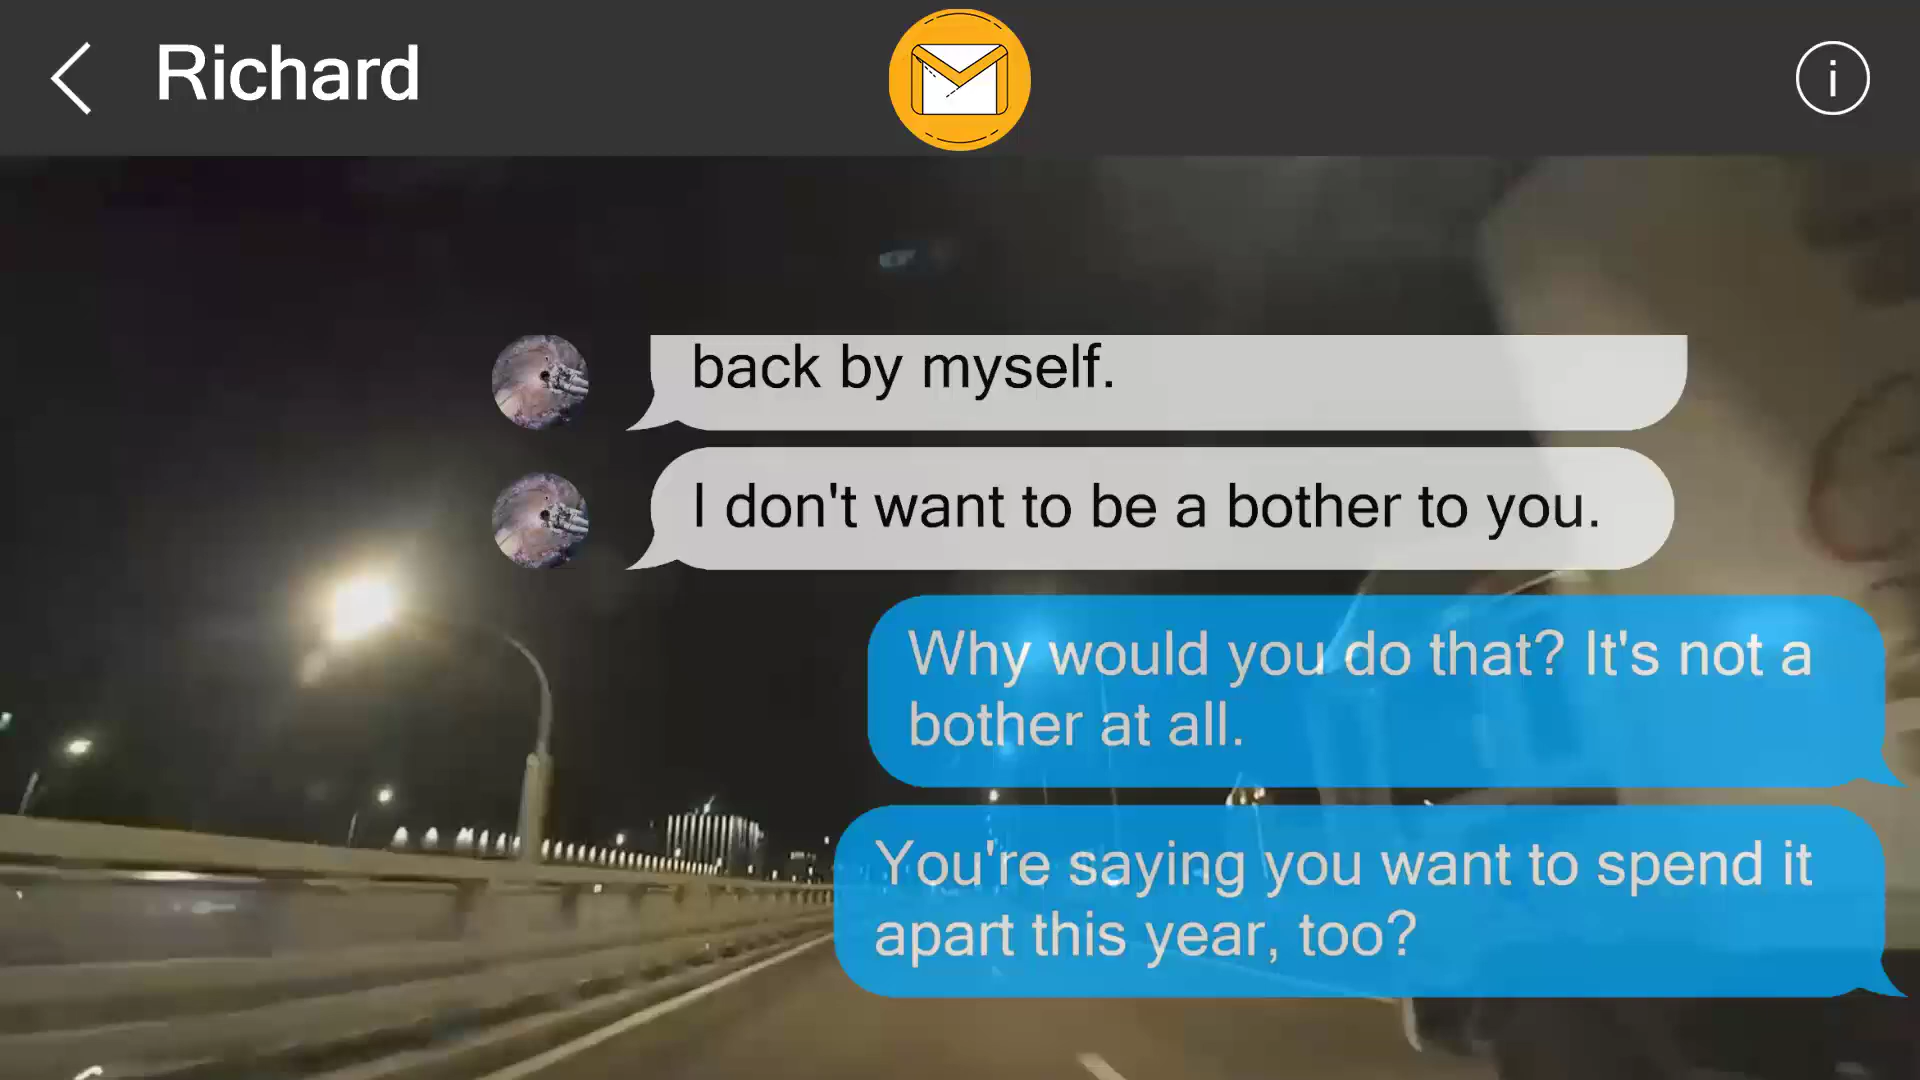 Richard
back by myself.
I don't want to be a bother to you.
Why would you do that? It's not a
bother at all.
You're saying you want to spend it
apart this year, too?